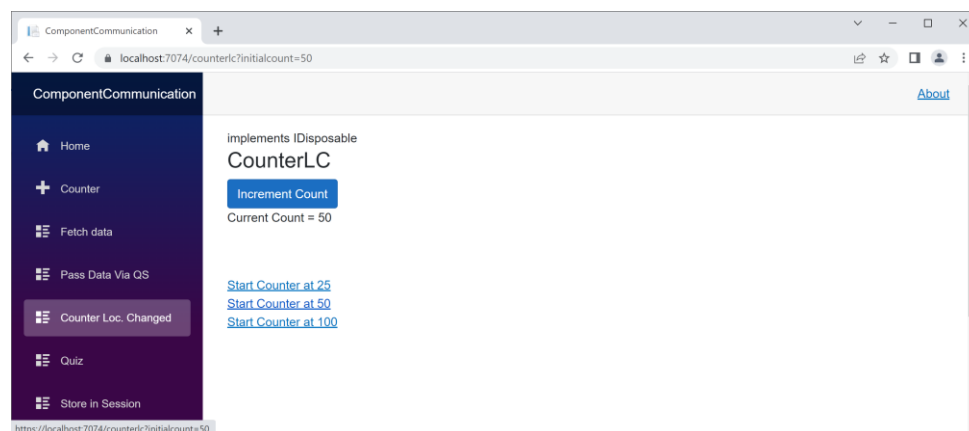 ComponentCommunication
localhost:7074/counterlc?initialcount=50
ComponentCommunication
About
Home
Counter
Fetch data
Pass Data Via QS
Counter Loc. Changed
Quiz
Store in Session
implements IDisposable
CounterLC
Increment Count
Current Count = 50
Start Counter at 25
Start Counter at 50
Start Counter at 100
https://localhost:7074/counterlc?initialcount=50